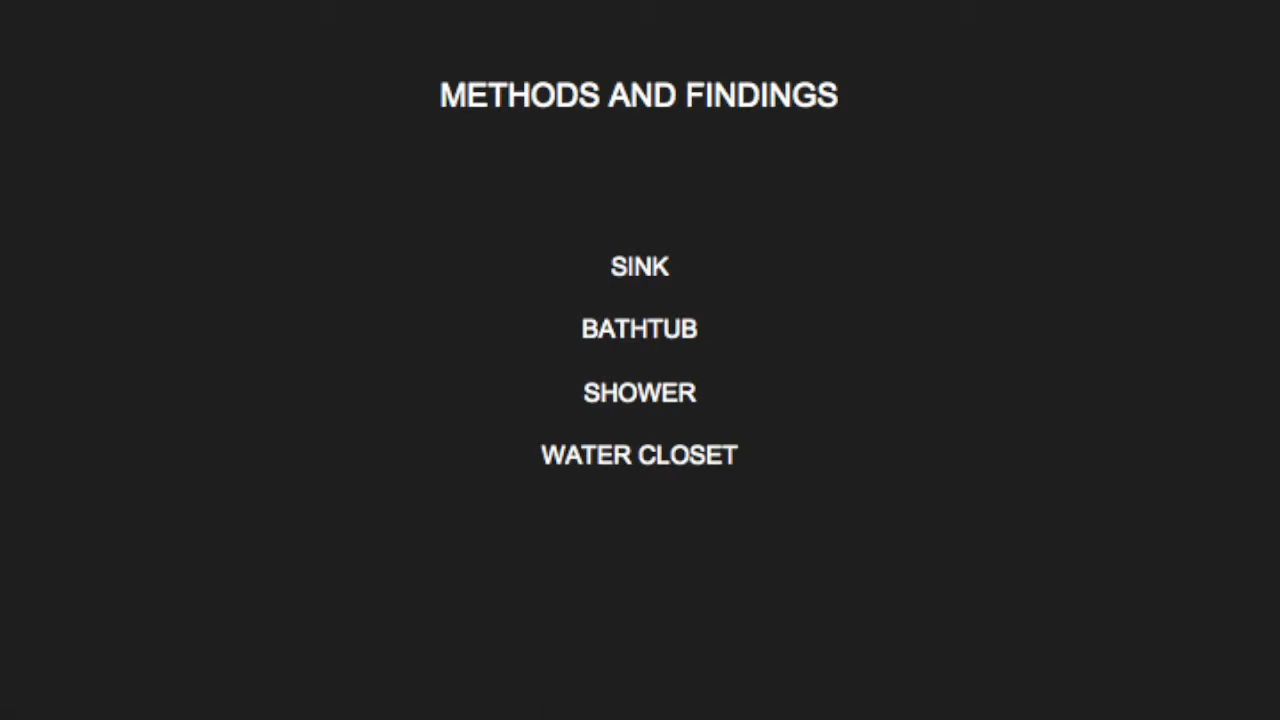 METHODS AND FINDINGS
SINK
BATHTUB
SHOWER
WATER CLOSET